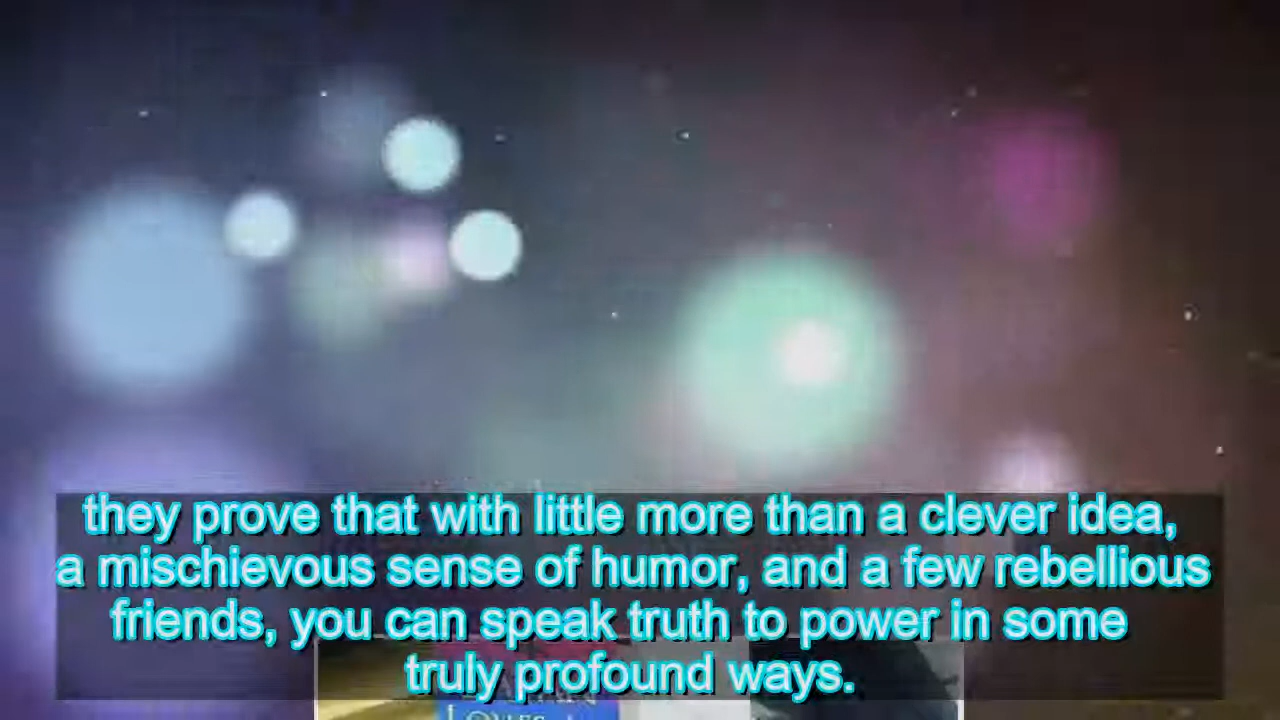 they prove that with little more than a clever idea,
a mischievous sense of humor, and a few rebellious
friends, you can speak truth to power in some
truly profound ways.